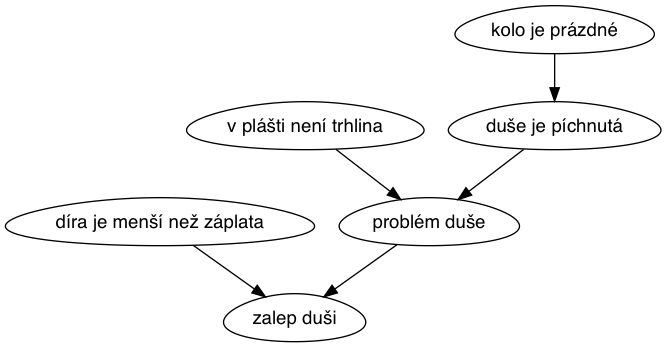 kolo je prázdné
v plášti není trhlina
duše je píchnutá
díra je menší než záplata
problém duše
zalep duši